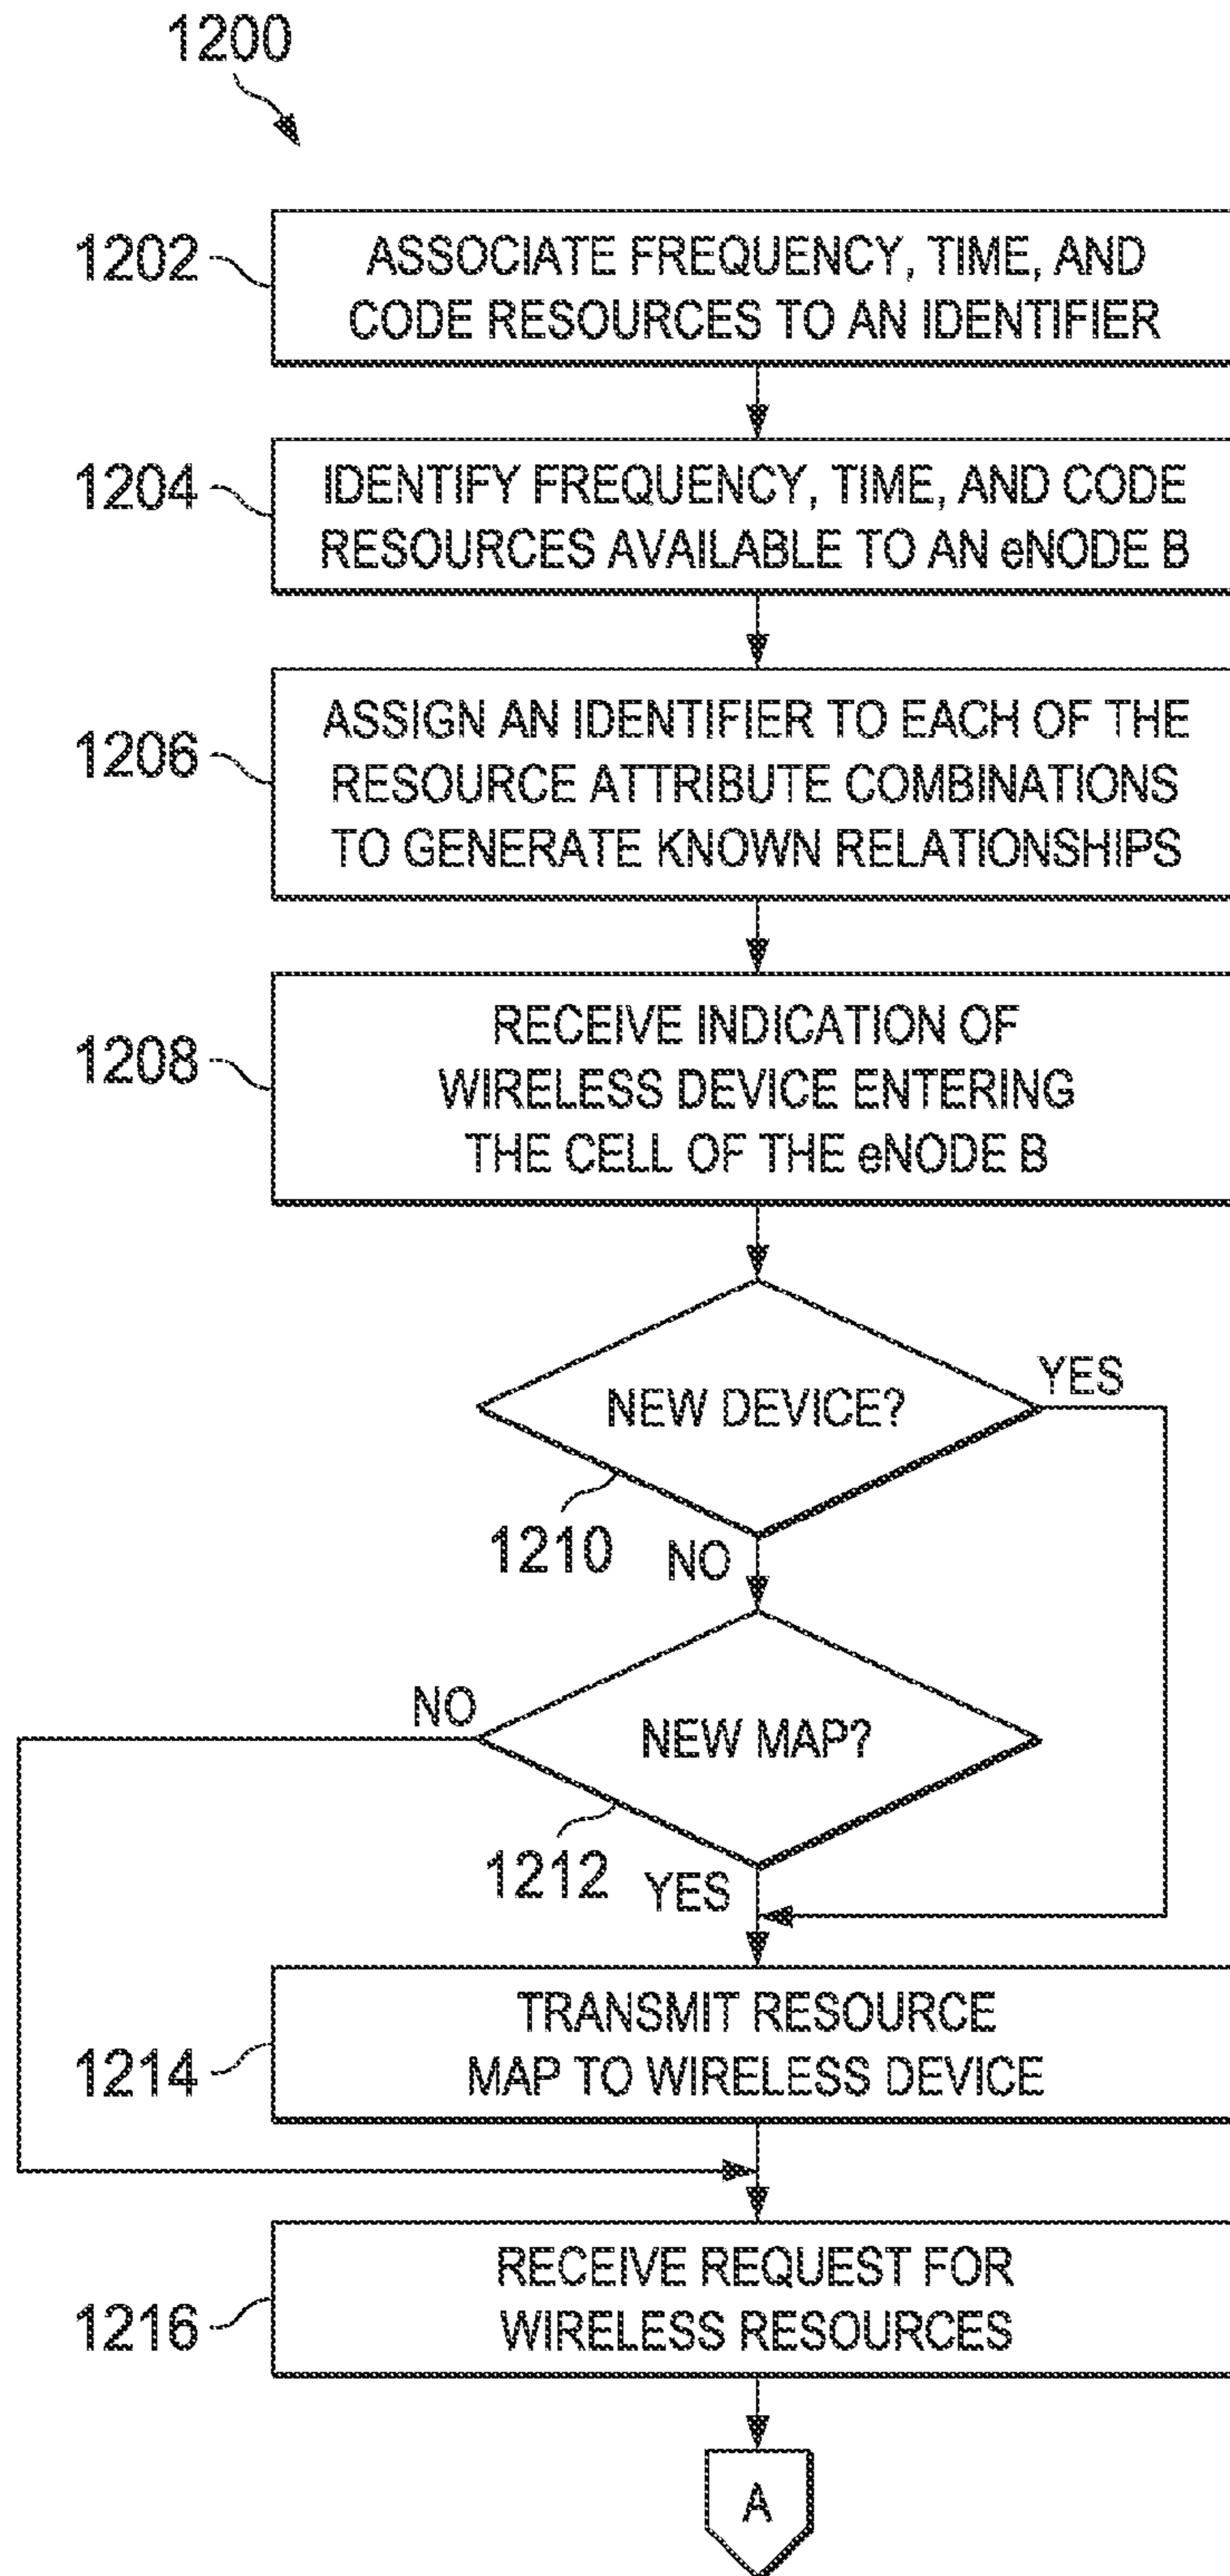 1200
1202
ASSOCIATE FREQUENCY, TIME, AND
CODE RESOURCES TO AN IDENTIFIER
1204
IDENTIFY FREQUENCY, TIME, AND CODE
RESOURCES AVAILABLE TO AN eNODE B
1206
ASSIGN AN IDENTIFIER TO EACH OF THE
RESOURCE ATTRIBUTE COMBINATIONS
TO GENERATE KNOWN RELATIONSHIPS
1208
RECEIVE INDICATION OF
WIRELESS DEVICE ENTERING
THE CELL OF THE eNODE B
NEW DEVICE?
YES
1210
NO
NEW MAP?
NO
1212
YES
1214
TRANSMIT RESOURCE
MAP TO WIRELESS DEVICE
1216
RECEIVE REQUEST FOR
WIRELESS RESOURCES
A